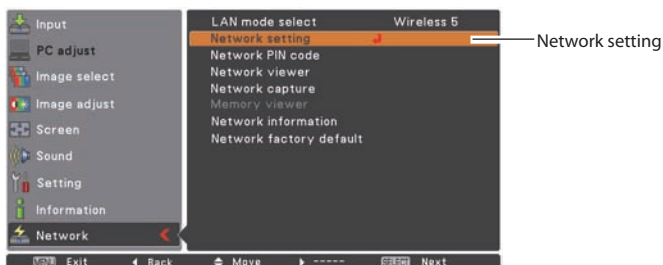 Input
PC adjust
Image select
Image adjust
Screen
Sound
Setting
Information
Network
LAN mode select Wireless 5
Network setting
Network PIN code
Network viewer
Network capture
Memory viewer
Network information
Network factory default
Network setting
MENU Exit Back Move ----- SELECT Next